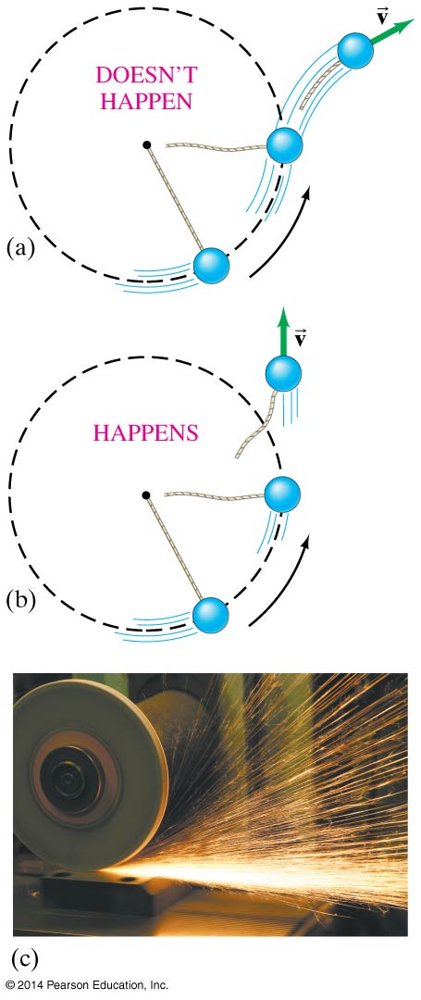 v
DOESN'T
HAPPEN
(a)
v
HAPPENS
(b)
(c)
© 2014 Pearson Education, Inc.